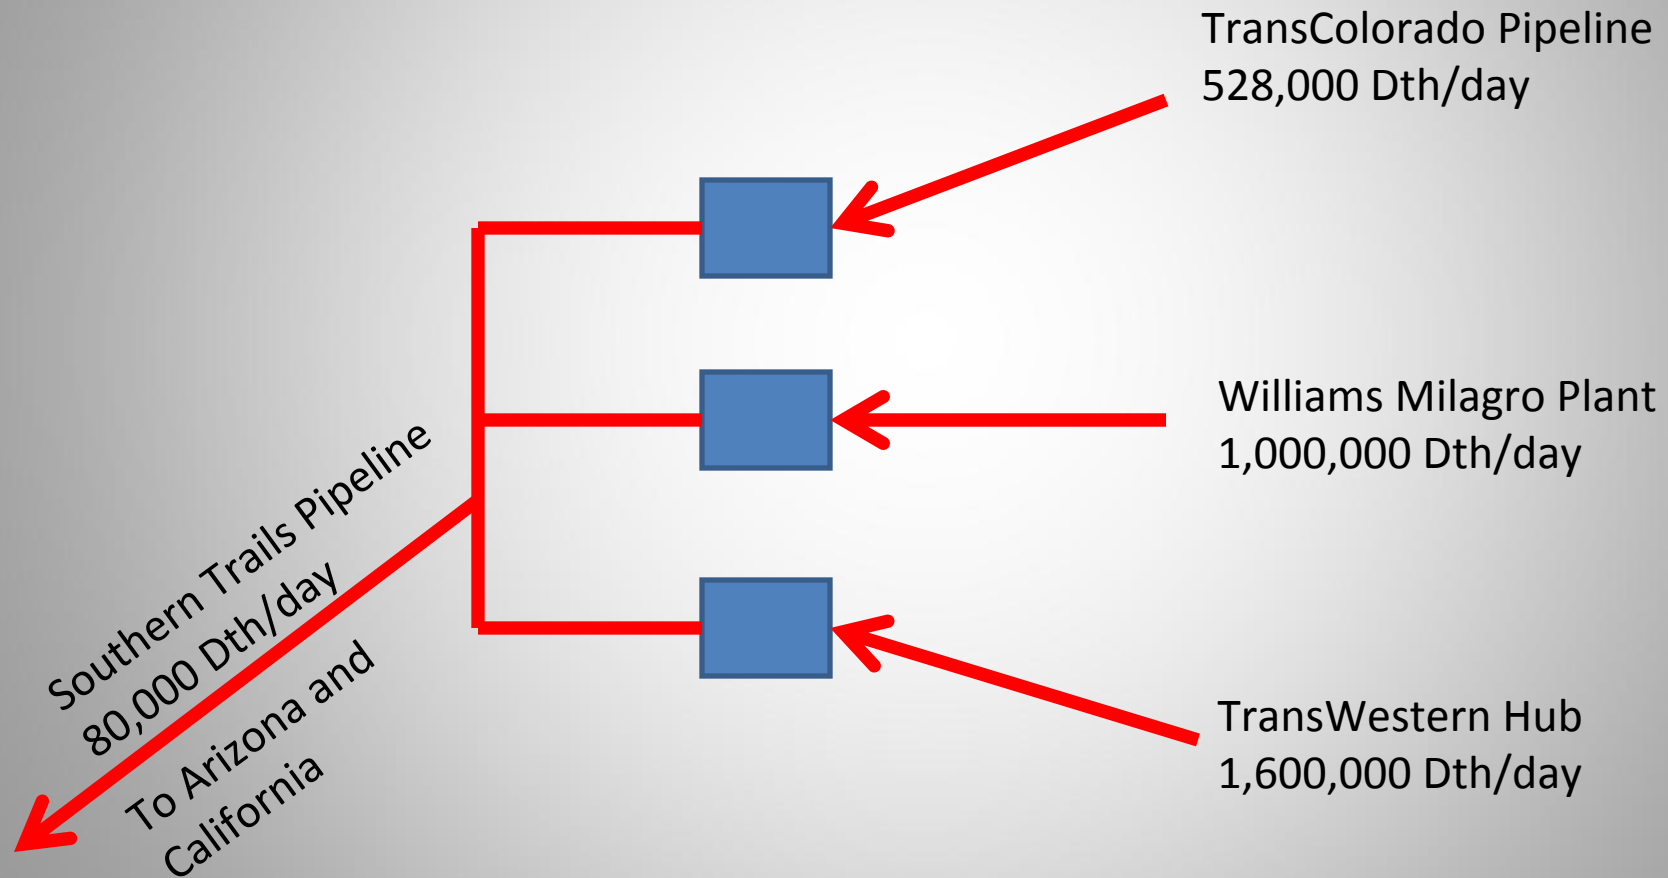 TransColorado Pipeline
528,000 Dth/day
Williams Milagro Plant
1,000,000 Dth/day
Southern Trails Pipeline
80,000 Dth/day
To Arizona and
California
TransWestern Hub
1,600,000 Dth/day